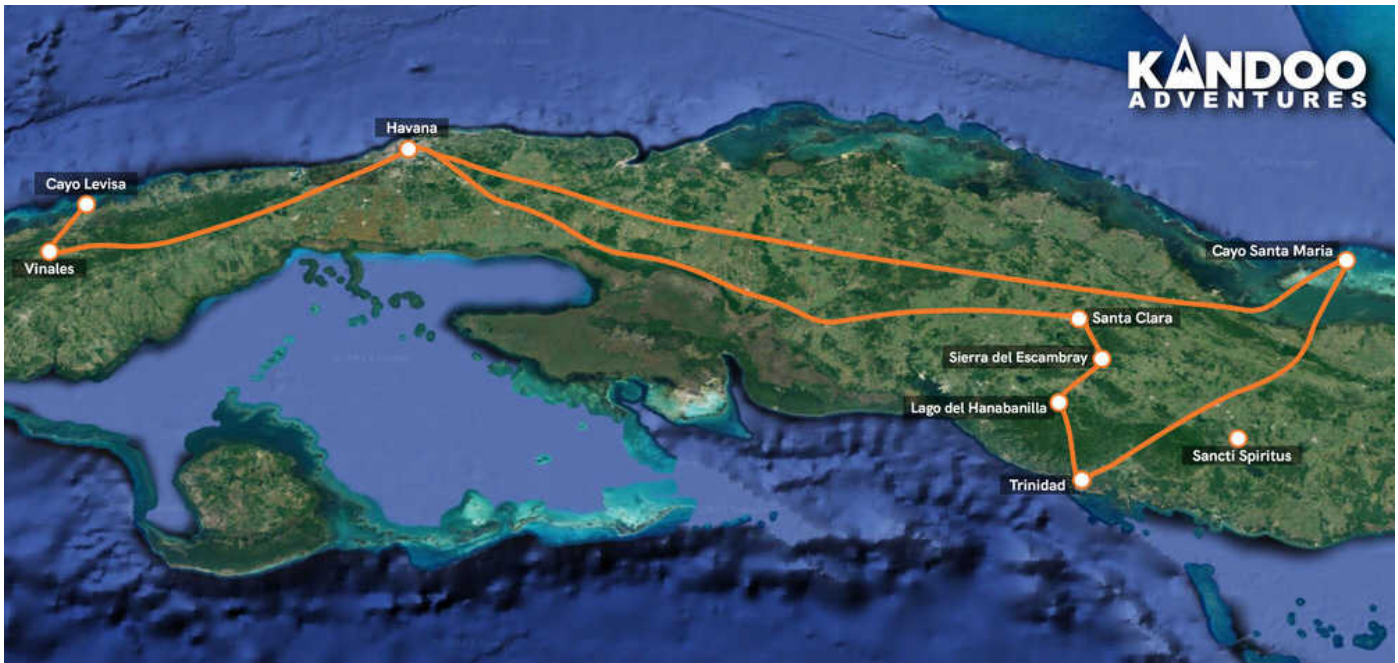 KANDOO
ADVENTURES
Havana
Cayo Levisa
Vinales
Cayo Santa Maria
Santa Clara
Sierra del Escambray
Lago del Hanabanilla
Sancti Spiritus
Trinidad